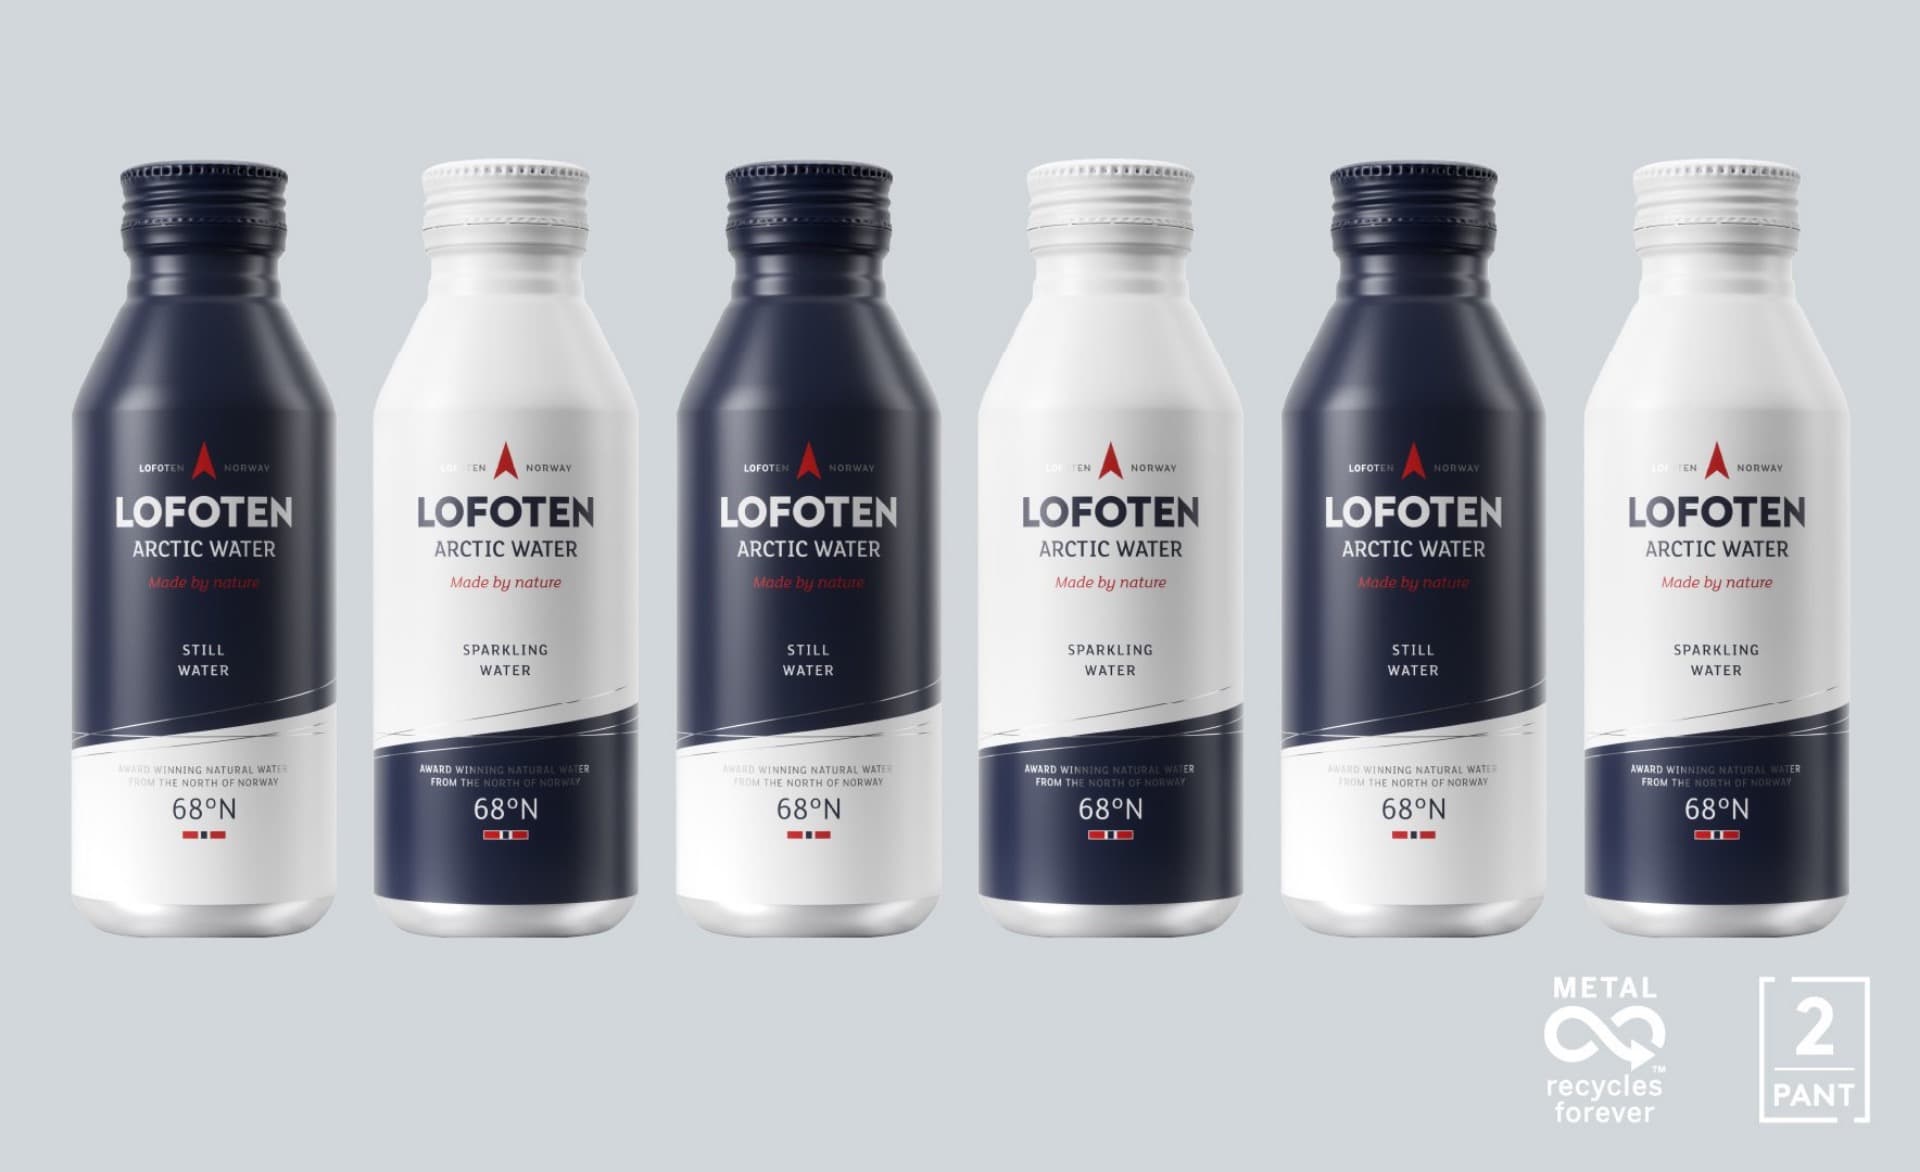 LOFOTEN NORWAY
LOFOTEN
ARCTIC WATER
Made by nature
STILL
WATER
AWARD WINNING NATURAL WATER
FROM THE NORTH OF NORWAY
68°N
LOFOTEN NORWAY
LOFOTEN
ARCTIC WATER
Made by nature
SPARKLING
WATER
AWARD WINNING NATURAL WATER
FROM THE NORTH OF NORWAY
68°N
LOFOTEN NORWAY
LOFOTEN
ARCTIC WATER
Made by nature
STILL
WATER
AWARD WINNING NATURAL WATER
FROM THE NORTH OF NORWAY
68°N
LOFOTEN NORWAY
LOFOTEN
ARCTIC WATER
Made by nature
SPARKLING
WATER
AWARD WINNING NATURAL WATER
FROM THE NORTH OF NORWAY
68°N
LOFOTEN NORWAY
LOFOTEN
ARCTIC WATER
Made by nature
STILL
WATER
AWARD WINNING NATURAL WATER
FROM THE NORTH OF NORWAY
68°N
LOFOTEN NORWAY
LOFOTEN
ARCTIC WATER
Made by nature
SPARKLING
WATER
AWARD WINNING NATURAL WATER
FROM THE NORTH OF NORWAY
68°N
METAL
TM
recycles
forever
2
PANT